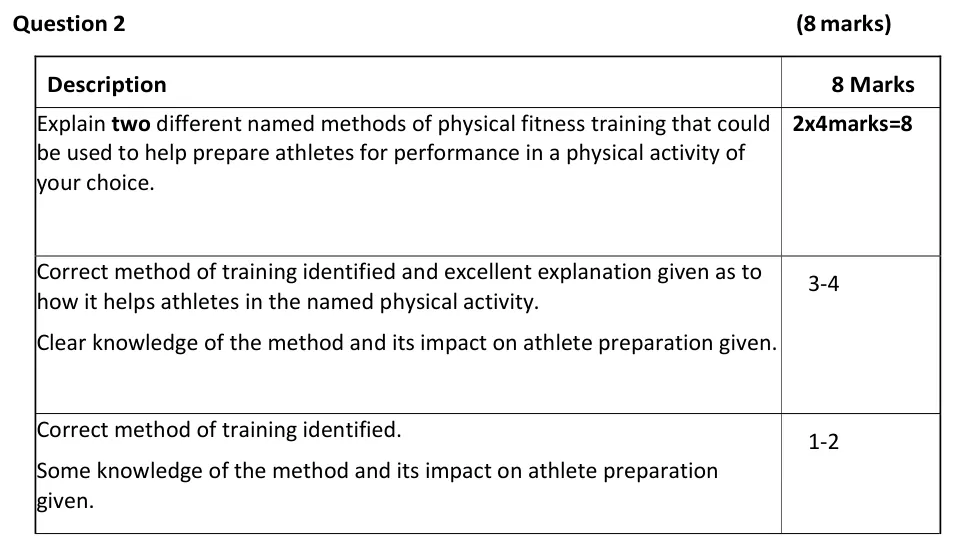 Question 2 (8 marks)
Description 8 Marks
Explain two different named methods of physical fitness training that could 2x4marks=8
be used to help prepare athletes for performance in a physical activity of
your choice.
Correct method of training identified and excellent explanation given as to
how it helps athletes in the named physical activity.
3-4
Clear knowledge of the method and its impact on athlete preparation given.
Correct method of training identified.
1-2
Some knowledge of the method and its impact on athlete preparation
given.